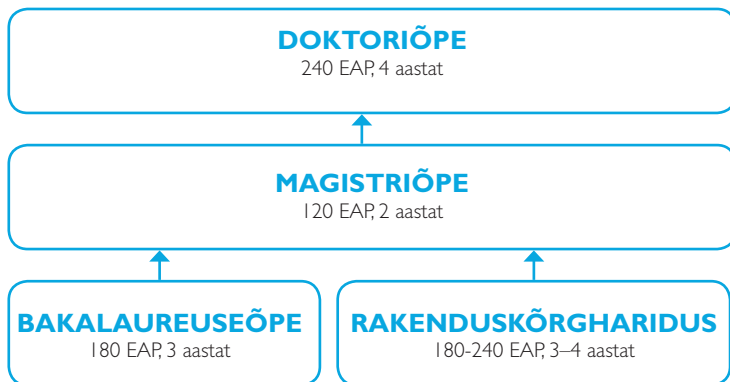 DOKTORIÕPE
240 EAP, 4 aastat
MAGISTRIÕPE
120 EAP, 2 aastat
BAKALAUREUSEÕPE
180 EAP, 3 aastat
RAKENDUSKÕRGHARIDUS
180-240 EAP, 3–4 aastat